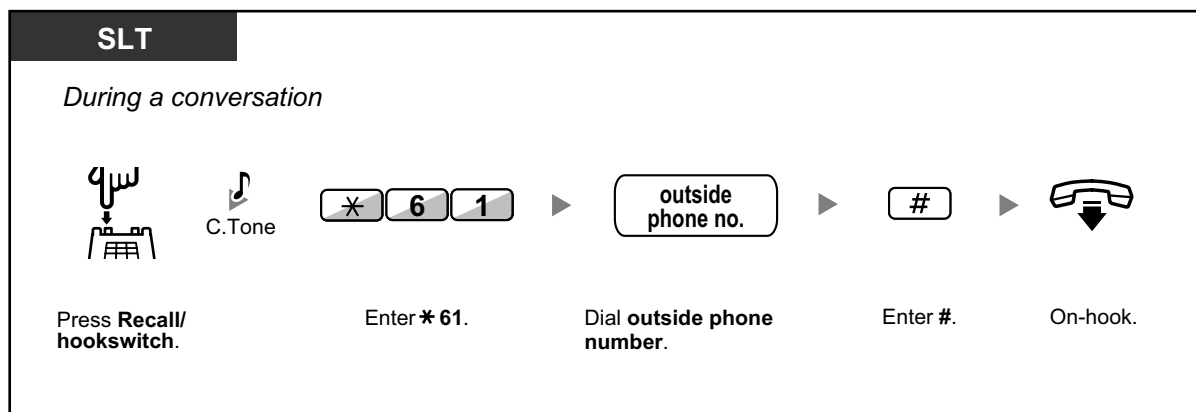 SLT
During a conversation
C.Tone
* 6 1
outside
phone no.
#
Press Recall/
hookswitch.
Enter * 61.
Dial outside phone
number.
Enter #.
On-hook.